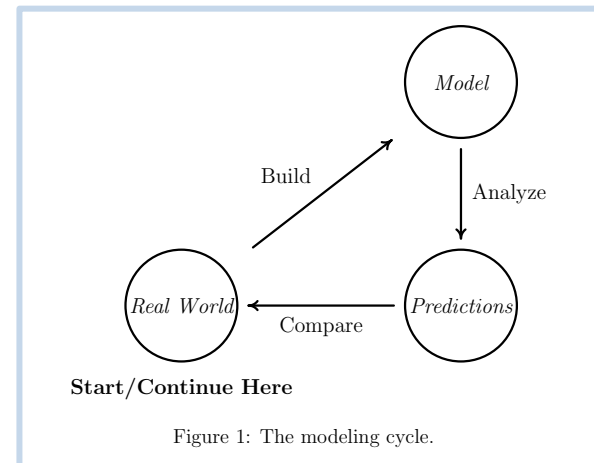 Model
Build
Analyze
Real World
Predictions
Compare
Start/Continue Here
Figure 1: The modeling cycle.